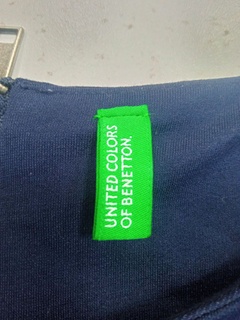 UNITED COLORS
OF BENETTON.